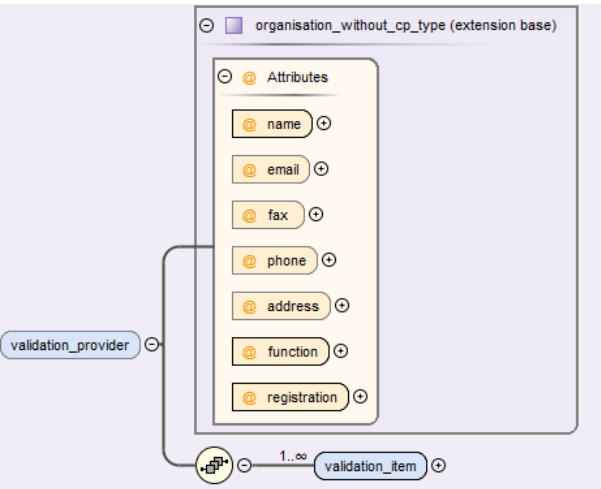 organisation_without_cp_type (extension base)
@ Attributes
@ name
@ email
@ fax
@ phone
@ address
@ function
@ registration
validation_provider
1..∞
validation_item